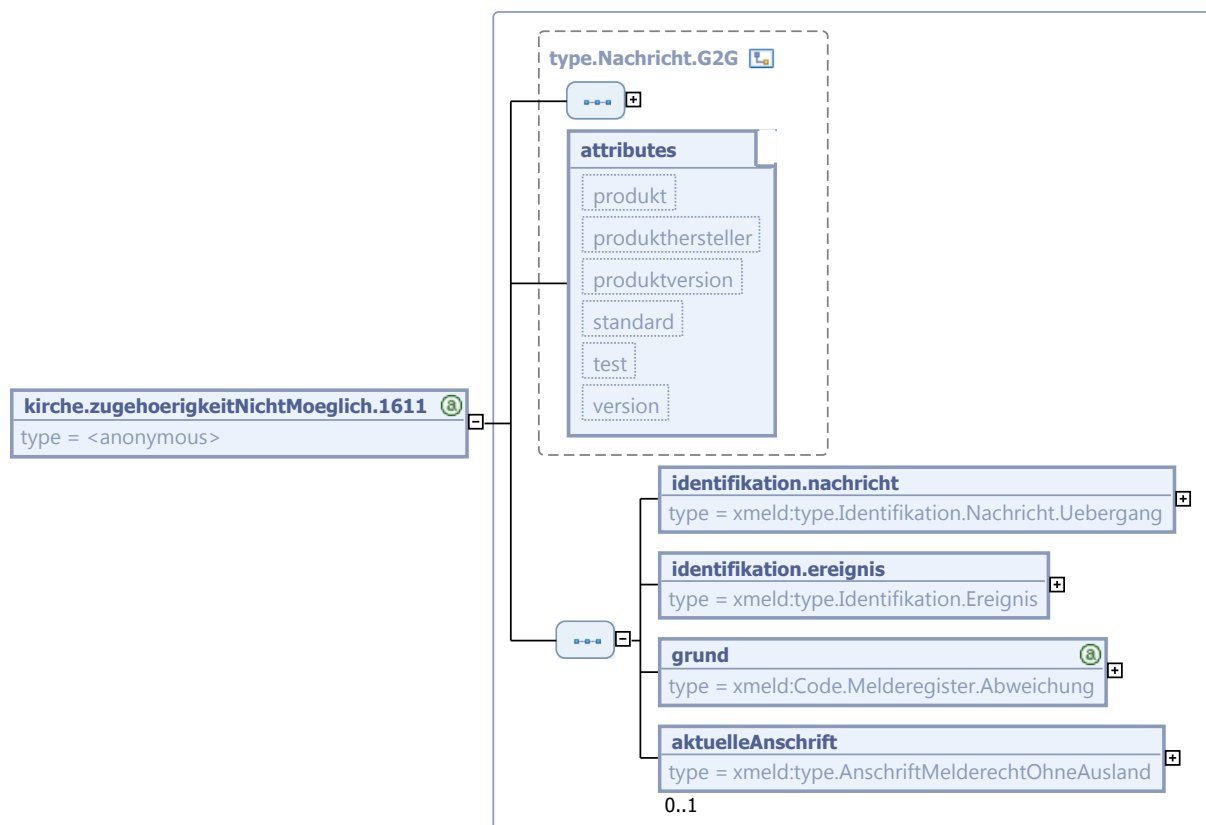 type.Nachricht.G2G
attributes
produkt
produkthersteller
produktversion
standard
test
version
kirche.zugehoerigkeitNichtMoeglich.1611
type = <anonymous>
identifikation.nachricht
type = xmeld:type.Identifikation.Nachricht.Uebergang
identifikation.ereignis
type = xmeld:type.Identifikation.Ereignis
grund
type = xmeld:Code.Melderegister.Abweichung
aktuelleAnschrift
type = xmeld:type.AnschriftMelderechtOhneAusland
0..1